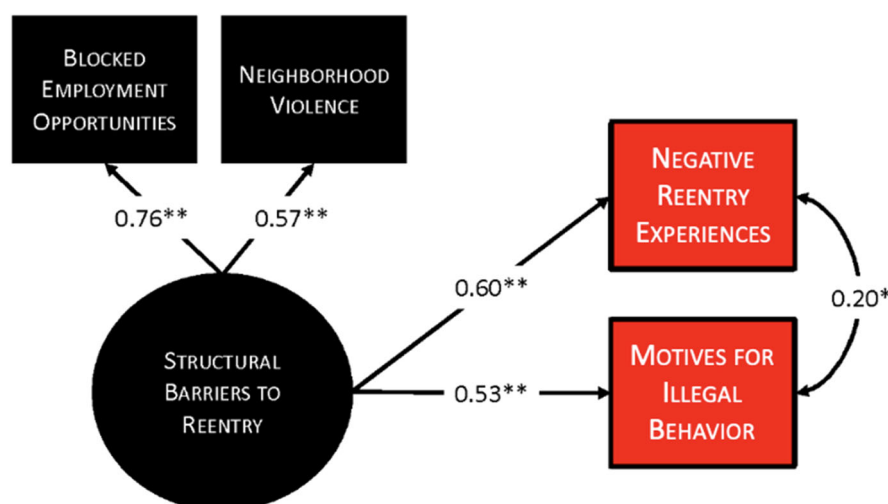 BLOCKED
EMPLOYMENT
OPPORTUNITIES
NEIGHBORHOOD
VIOLENCE
0.76**
0.57**
STRUCTURAL
BARRIERS TO
REENTRY
0.60**
0.53**
NEGATIVE
REENTRY
EXPERIENCES
0.20*
MOTIVES FOR
ILLEGAL
BEHAVIOR